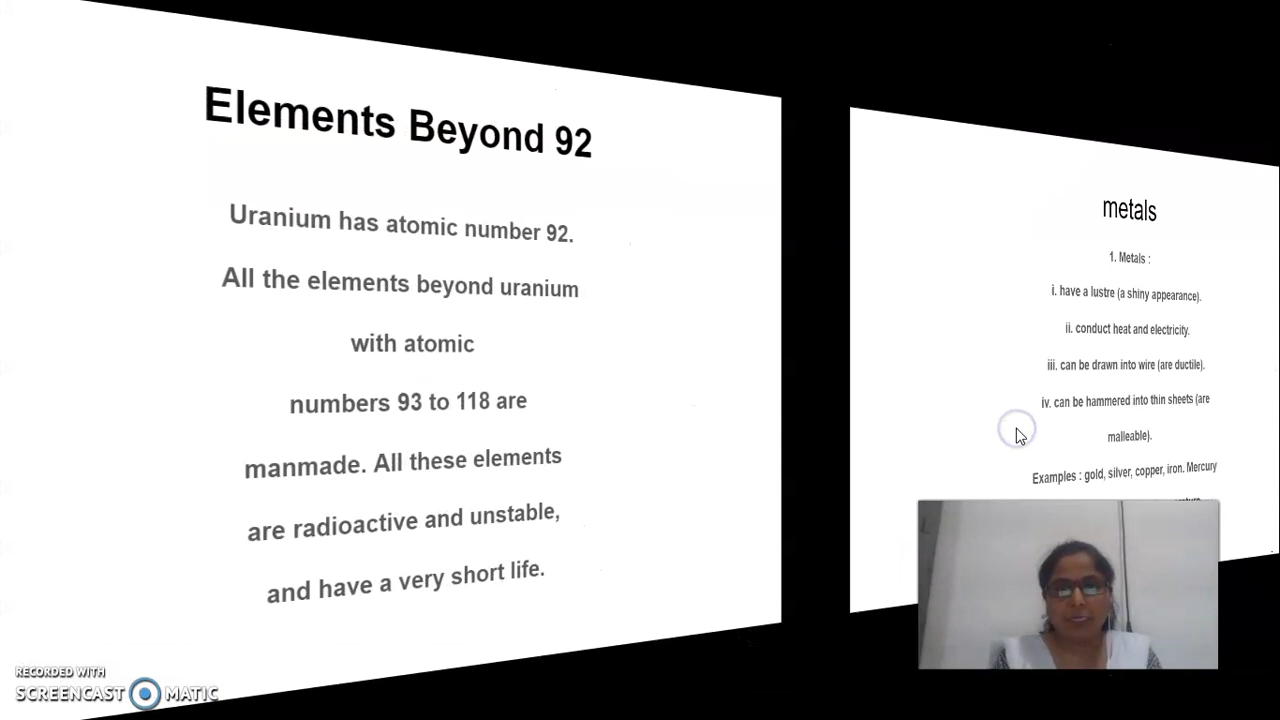 Elements Beyond 92
Uranium has atomic number 92.
All the elements beyond uranium
with atomic
numbers 93 to 118 are
manmade. All these elements
are radioactive and unstable,
and have a very short life.
metals
1. Metals :
i. have a lustre (a shiny appearance).
ii. conduct heat and electricity.
iii. can be drawn into wire (are ductile).
iv. can be hammered into thin sheets (are
malleable).
Examples : gold, silver, copper, iron. Mercury
RECORDED WITH
SCREENCAST MATIC